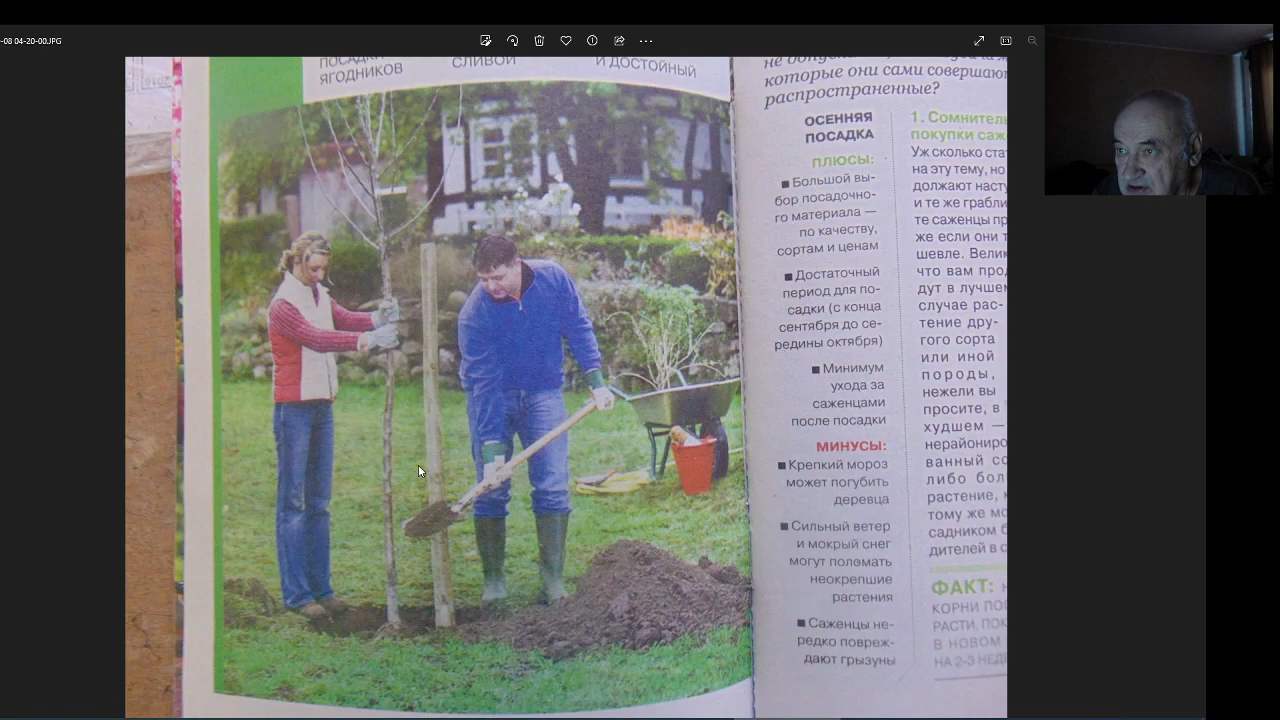 -08 04-20-00.JPG
ПОСАДК
ЯГОДНИКОВ
СЛИВОЙ
И ДОСТОЙНЫЙ
которые они сами совершают
распространенные?
ОСЕННЯЯ
ПОСАДКА
ПЛЮСЫ:
■ Большой вы-
бор посадочно-
го материала —
по качеству,
сортам и ценам
■ Достаточный
период для по-
садки (с конца
сентября до се-
редины октября)
■ Минимум
ухода за
саженцами
после посадки
МИНУСЫ:
■ Крепкий мороз
может погубить
деревца
■ Сильный ветер
и мокрый снег
могут поломать
неокрепшие
растения
■ Саженцы не-
редко повреж-
дают грызуны
1. Сомнитель
покупки саже
Уж сколько стат
на эту тему, но
должают насту
и те же грабли
те саженцы пр
же если они т
шевле. Велик
что вам прод
дут в лучшем
случае рас-
тение дру-
гого сорта
или иной
породы,
нежели вы
просите, в
худшем —
нерайониро
ванный со
либо бол
растение, 
тому же мо
садником б
дителей в с
ФАКТ: Н
КОРНИ ПОС
РАСТИ, ПОК
В НОВОМ
НА 2-3 НЕДЕ